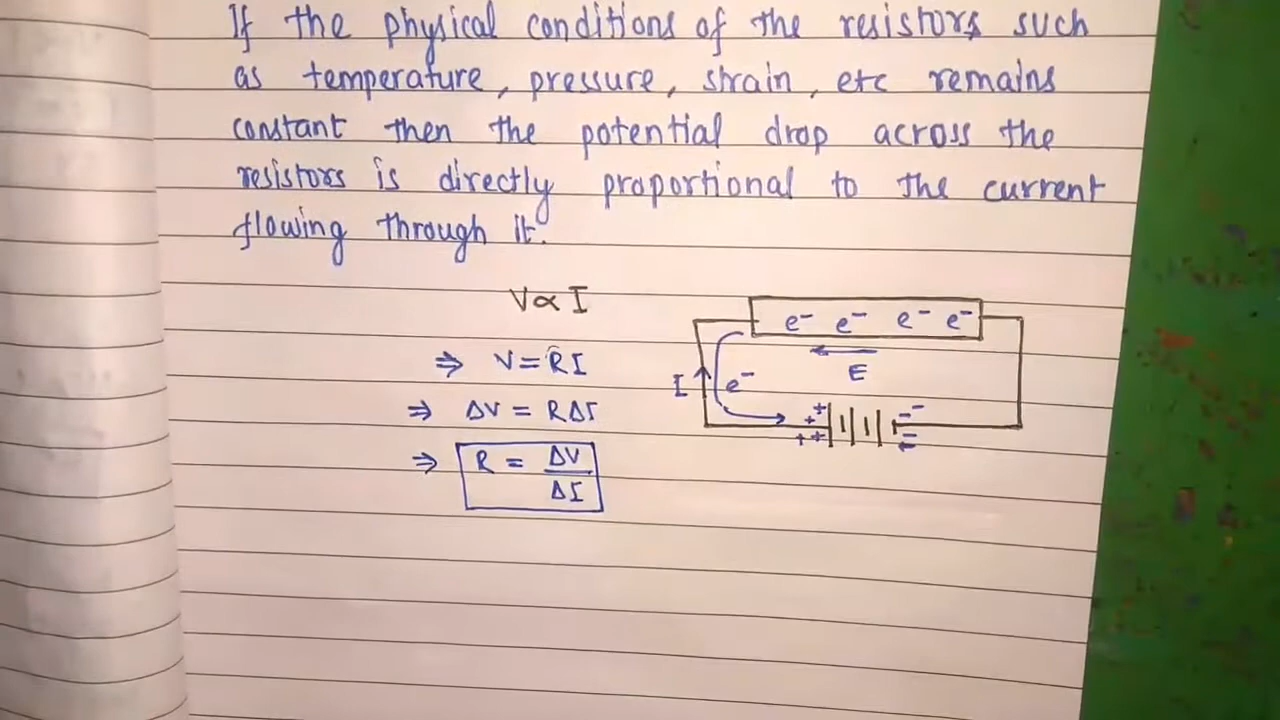 If the physical conditions of the resistors such
as temperature, pressure, strain, etc remains
constant then the potential drop across the
resistors is directly proportional to the current
flowing through it.
V∝I
⇒ V=RI
⇒ ΔV = RΔI
⇒ R = ΔV/ΔI
e⁻ e⁻ e⁻ e⁻
E
I
e⁻
+ + + +
− − − −